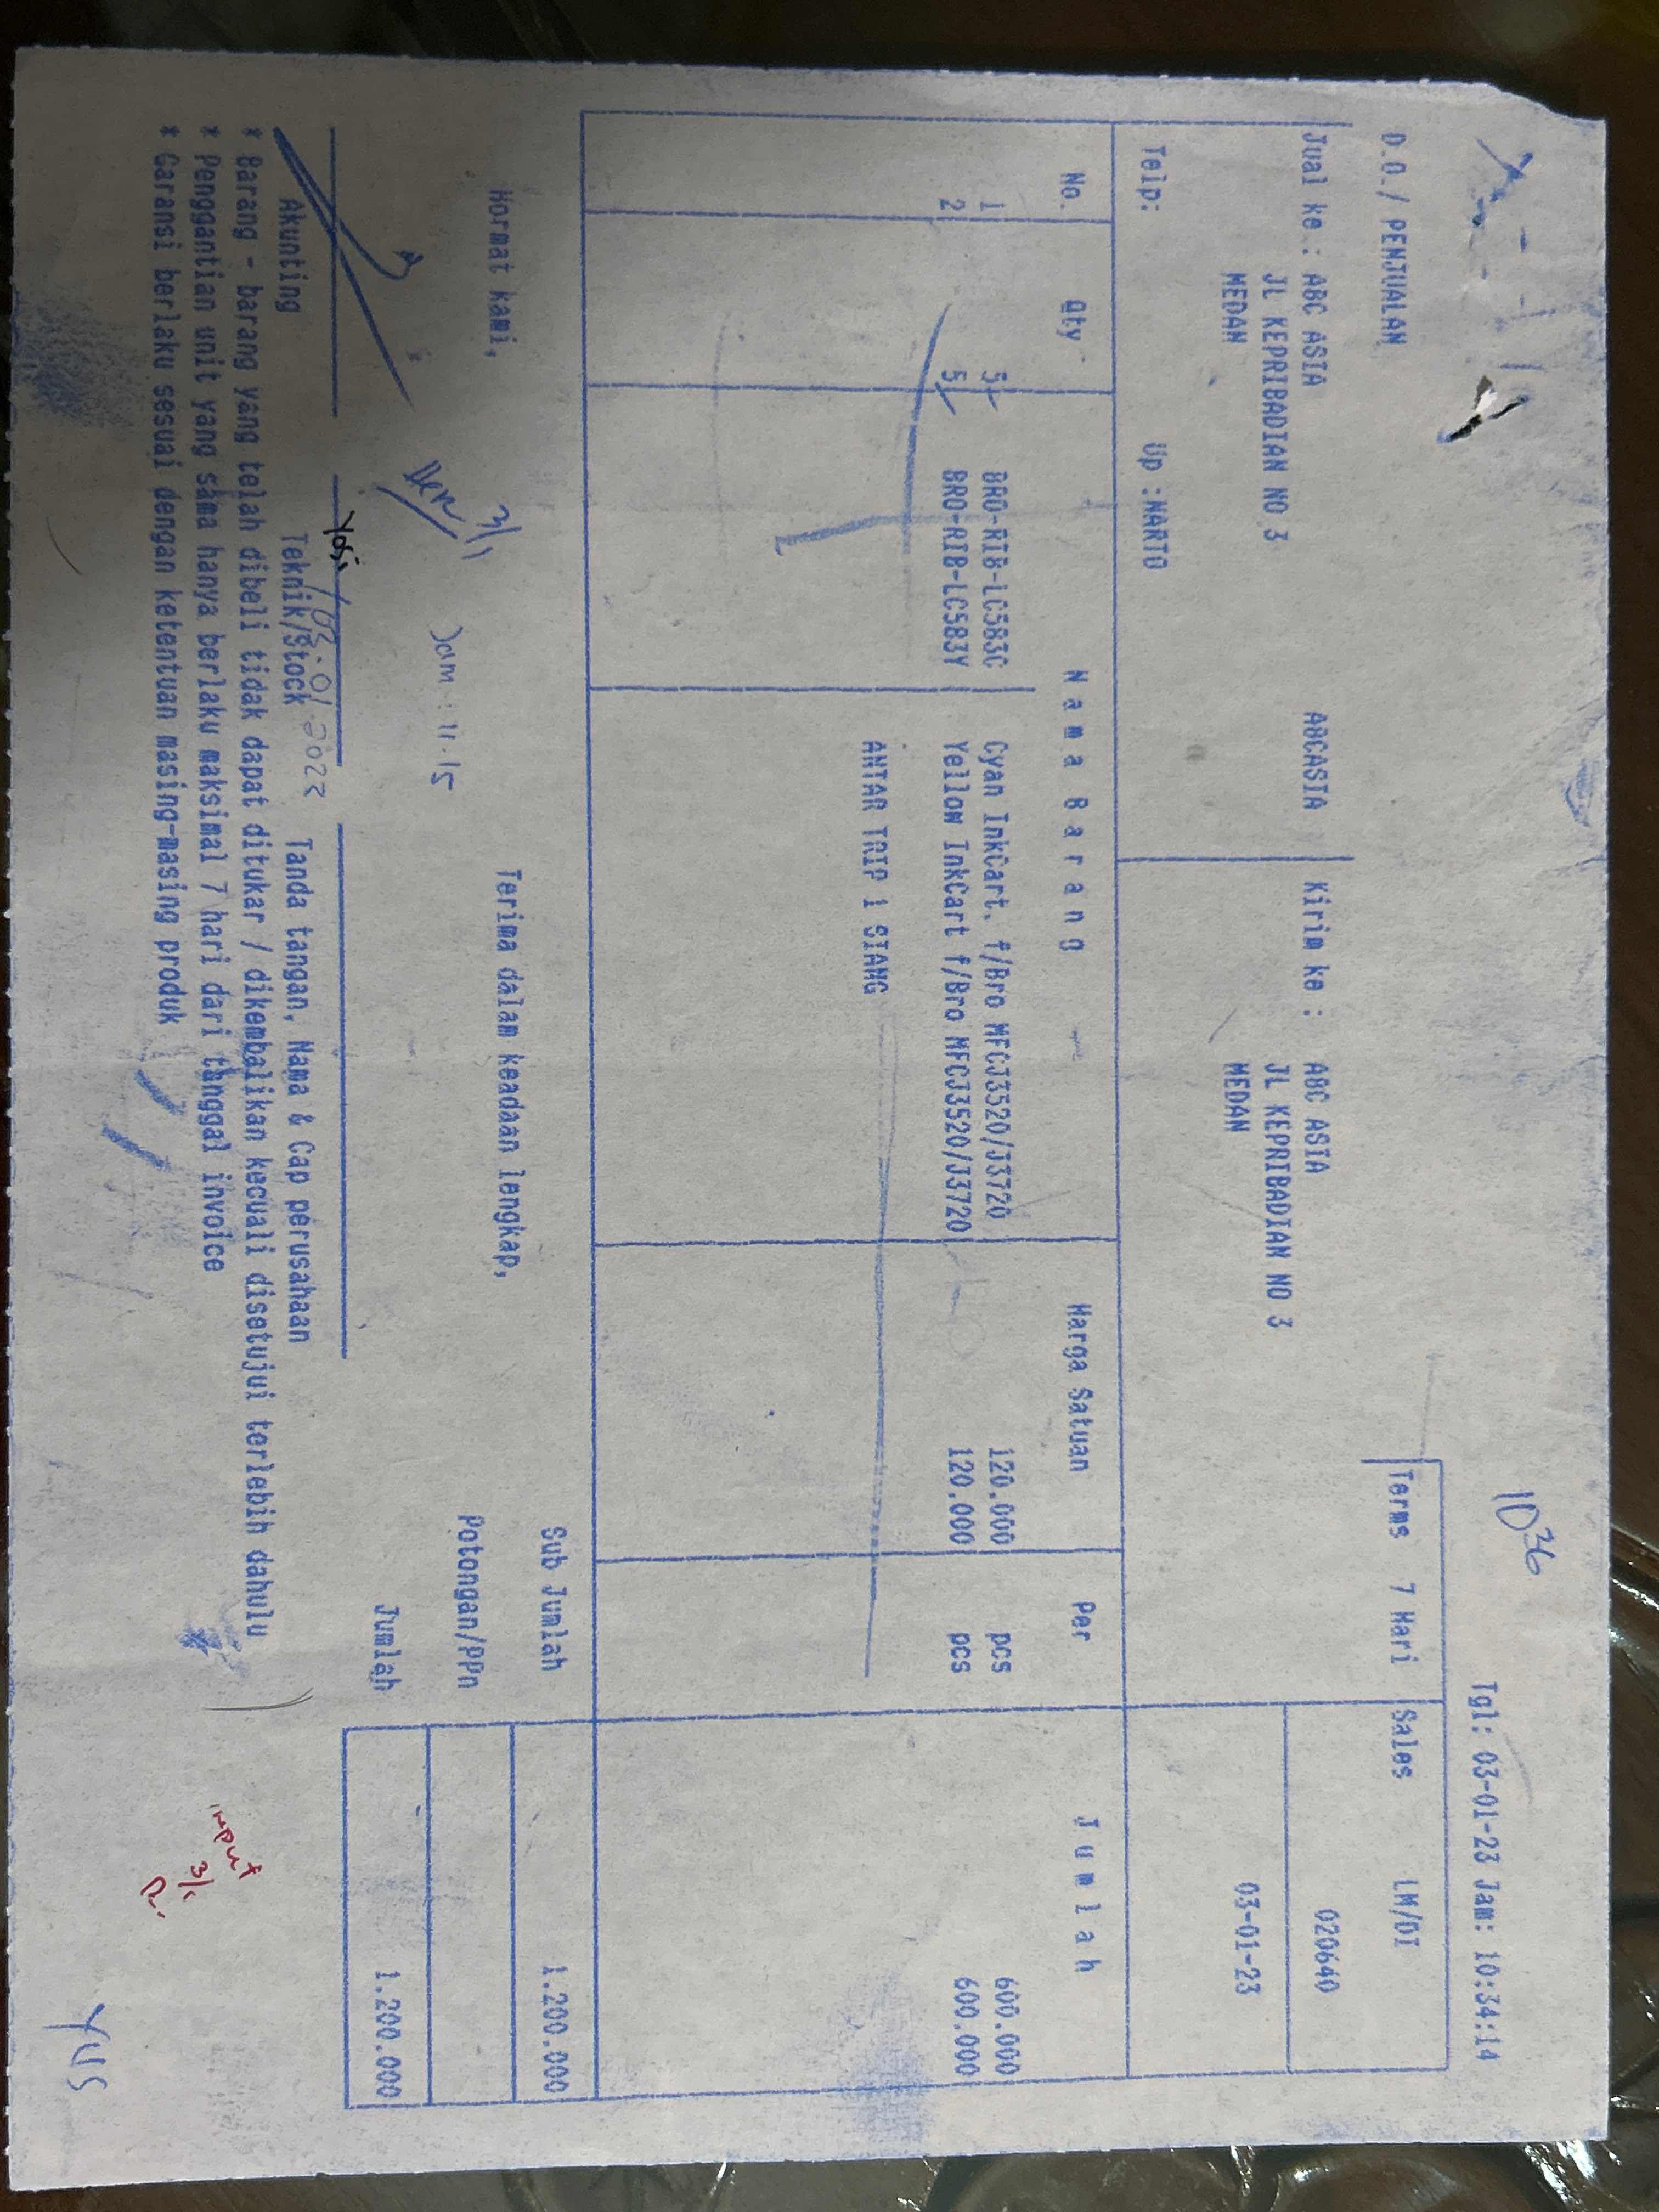 10 36
Tgl: 03-01-23 Jam: 10:34:14
D.O./ PENJUALAN
Terms 7 Hari Sales LM/DI
Jual ke : ABC ASIA ABCASIA Kirim ke : ABC ASIA 020640
JL KEPRIBADIAN NO 3 JL KEPRIBADIAN NO 3
MEDAN MEDAN 03-01-23
Telp: Up :NARTO
No. Qty Nama Barang Harga Satuan Per Jumlah
1 5 BRO-RIB-LC583C Cyan InkCart. f/Bro MFCJ3520/J3720 120.000 pcs 600.000
2 5 BRO-RIB-LC583Y Yellow InkCart f/Bro MFCJ3520/J3720 120.000 pcs 600.000
ANTAR TRIP 1 SIANG
Sub Jumlah 1.200.000
Hormat kami, Terima dalam keadaan lengkap,
3/1
Potongan/PPn
Jam : 11.15
Jumlah 1.200.000
Yosi
03.01.2023
Akunting Teknik/Stock Tanda tangan, Nama & Cap perusahaan
* Barang - barang yang telah dibeli tidak dapat ditukar / dikembalikan kecuali disetujui terlebih dahulu
* Penggantian unit yang sama hanya berlaku maksimal 7 hari dari tanggal invoice
* Garansi berlaku sesuai dengan ketentuan masing-masing produk
input
3/1
YUS